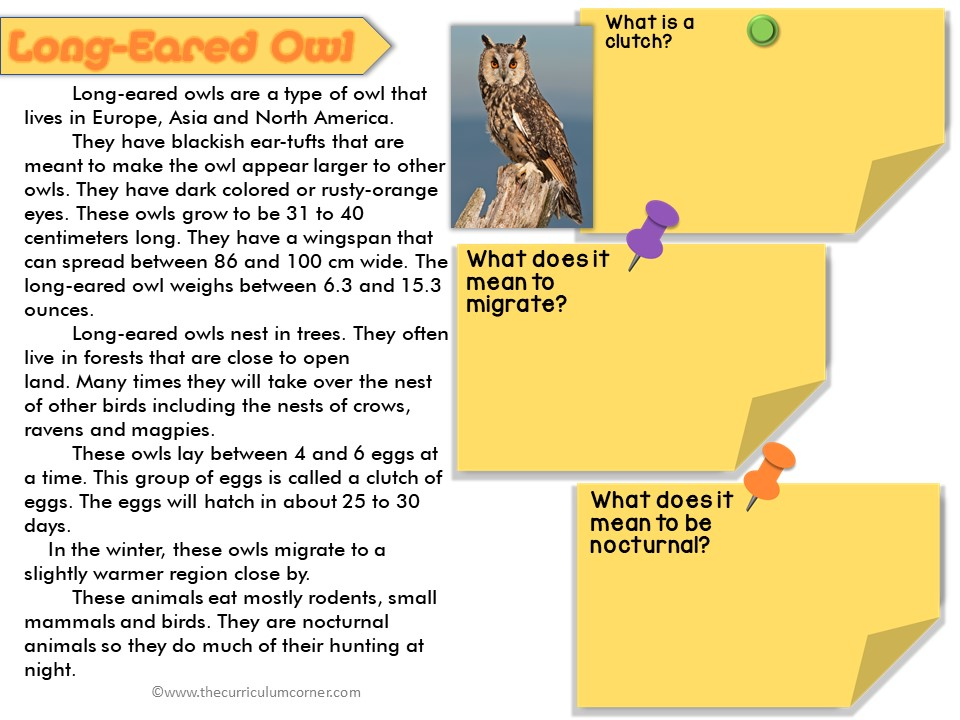 Long-Eared Owl
Long-eared owls are a type of owl that
lives in Europe, Asia and North America.
They have blackish ear-tufts that are
meant to make the owl appear larger to other
owls. They have dark colored or rusty-orange
eyes. These owls grow to be 31 to 40
centimeters long. They have a wingspan that
can spread between 86 and 100 cm wide. The
long-eared owl weighs between 6.3 and 15.3
ounces.
Long-eared owls nest in trees. They often
live in forests that are close to open
land. Many times they will take over the nest
of other birds including the nests of crows,
ravens and magpies.
These owls lay between 4 and 6 eggs at
a time. This group of eggs is called a clutch of
eggs. The eggs will hatch in about 25 to 30
days.
In the winter, these owls migrate to a
slightly warmer region close by.
These animals eat mostly rodents, small
mammals and birds. They are nocturnal
animals so they do much of their hunting at
night.
©www.thecurriculumcorner.com
What is a
clutch?
What does it
mean to
migrate?
What does it
mean to be
nocturnal?